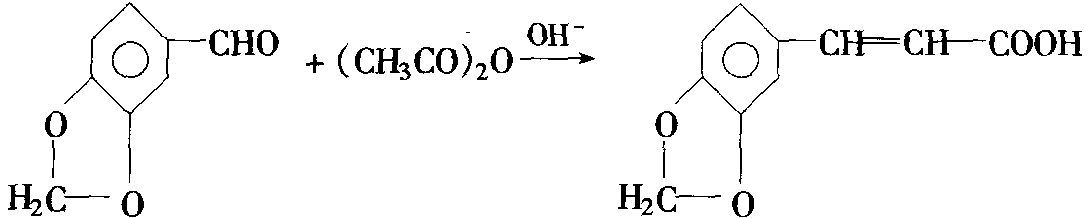 CHO + (CH₃CO)₂O OH⁻ CH CH COOH
O O
H₂C O H₂C O